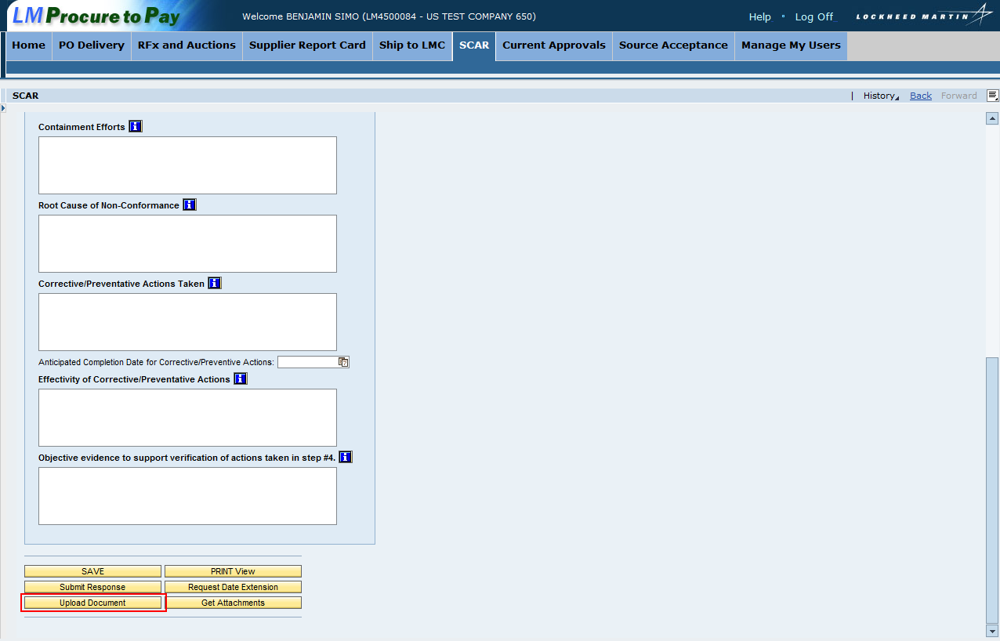 LM Procure to Pay
Welcome BENJAMIN SIMO (LM4500084 - US TEST COMPANY 650)
Help
Log Off
LOCKHEED MARTIN
Home
PO Delivery
RFx and Auctions
Supplier Report Card
Ship to LMC
SCAR
Current Approvals
Source Acceptance
Manage My Users
SCAR
| History
Back
Forward
Containment Efforts i
Root Cause of Non-Conformance i
Corrective/Preventative Actions Taken i
Anticipated Completion Date for Corrective/Preventive Actions:
Effectivity of Corrective/Preventative Actions i
Objective evidence to support verification of actions taken in step #4. i
SAVE
PRINT View
Submit Response
Request Date Extension
Upload Document
Get Attachments